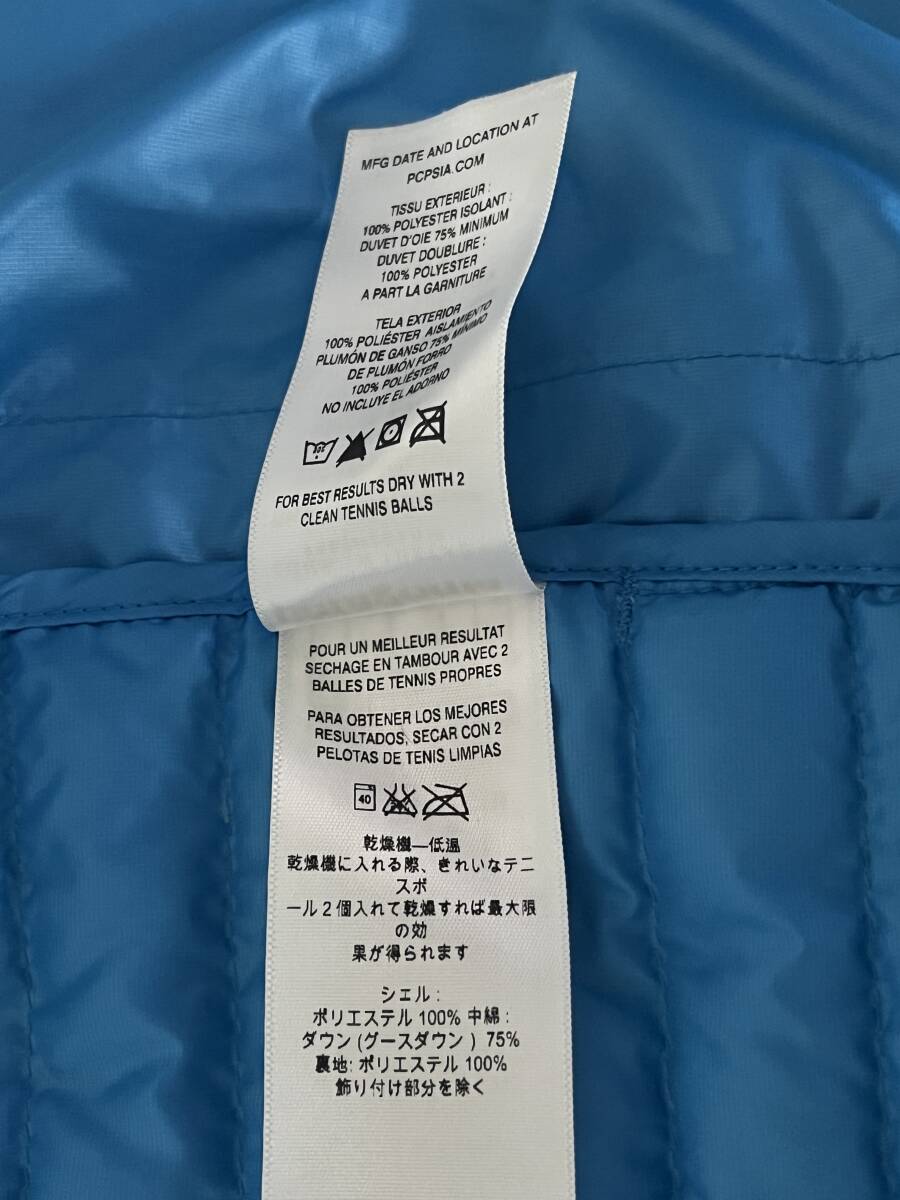 MFG DATE AND LOCATION AT
PCPSIA.COM
TISSU EXTERIEUR :
100% POLYESTER ISOLANT :
DUVET D'OIE 75% MINIMUM
DUVET DOUBLURE :
100% POLYESTER
A PART LA GARNITURE
TELA EXTERIOR
100% POLIÉSTER AISLAMIENTO
PLUMÓN DE GANSO 75% MÍNIMO
DE PLUMÓN FORRO
100% POLIÉSTER
NO INCLUYE EL ADORNO
FOR BEST RESULTS DRY WITH 2
CLEAN TENNIS BALLS
POUR UN MEILLEUR RESULTAT
SECHAGE EN TAMBOUR AVEC 2
BALLES DE TENNIS PROPRES
PARA OBTENER LOS MEJORES
RESULTADOS, SECAR CON 2
PELOTAS DE TENIS LIMPIAS
40
乾燥機—低温
乾燥機に入れる際、きれいなテニ
スボ
ール2個入れて乾燥すれば最大限
の効
果が得られます
シェル :
ポリエステル 100% 中綿 :
ダウン (グースダウン ) 75%
裏地: ポリエステル 100%
飾り付け部分を除く